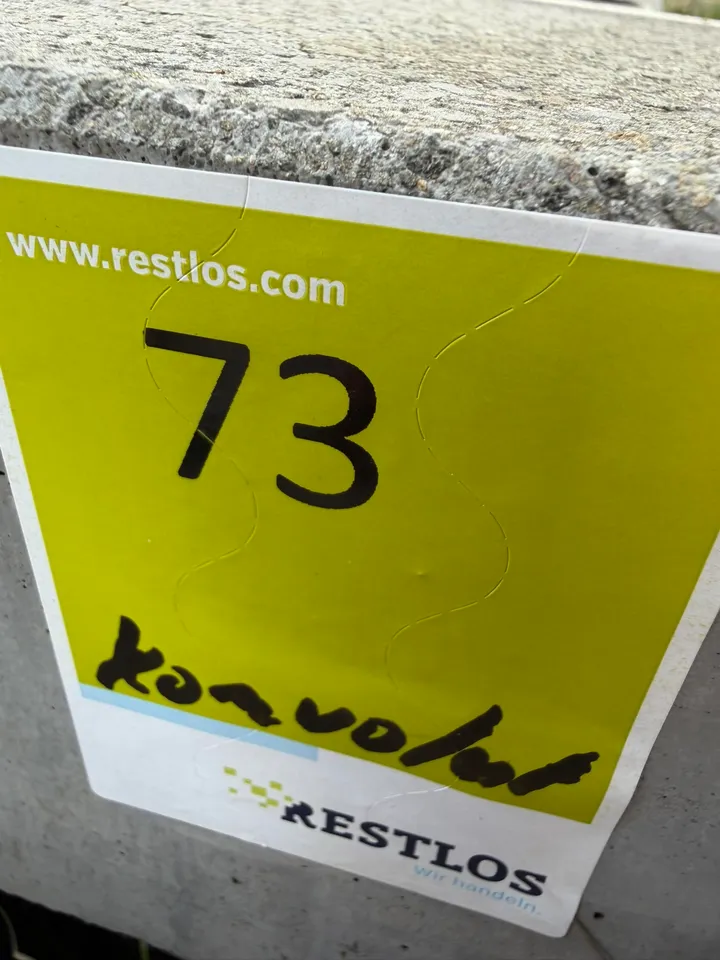 www.restlos.com
73
Konvolut
RESTLOS
Wir handeln.